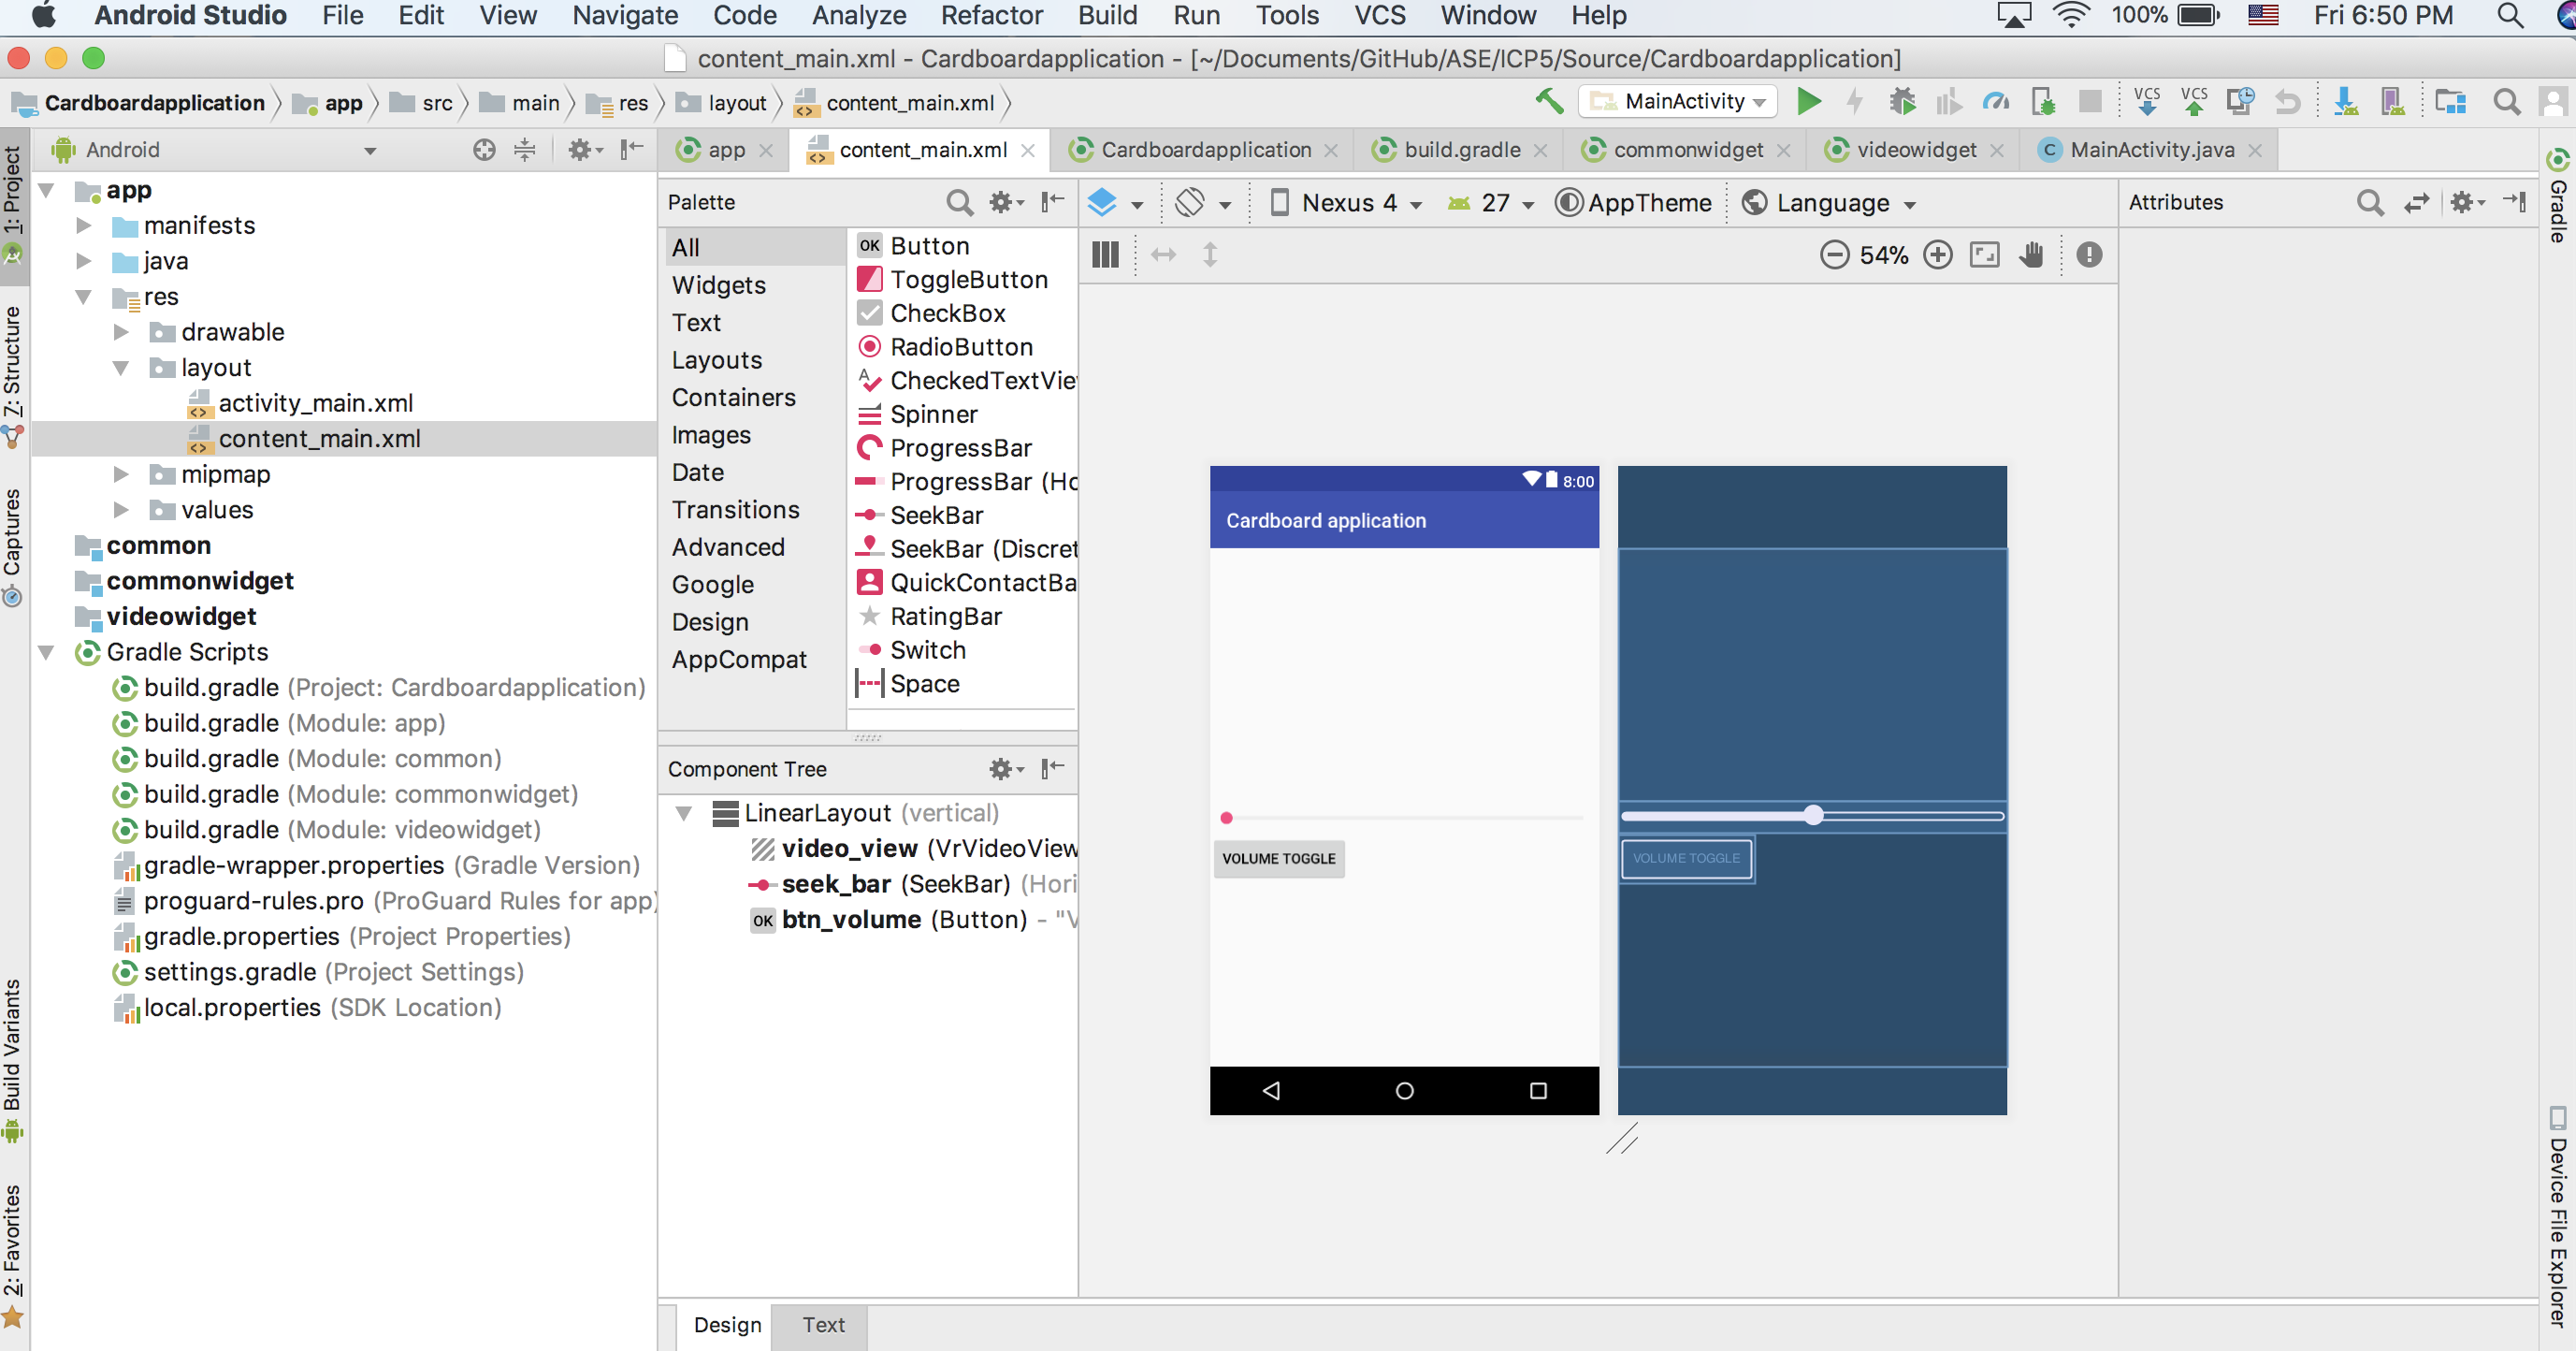 Android Studio File Edit View Navigate Code Analyze Refactor Build Run Tools VCS Window Help 100% Fri 6:50 PM
content_main.xml - Cardboardapplication - [~/Documents/GitHub/ASE/ICP5/Source/Cardboardapplication]
Cardboardapplication app src main res layout content_main.xml MainActivity VCS VCS
Android app content_main.xml Cardboardapplication build.gradle commonwidget videowidget C MainActivity.java
1: Project
7: Structure
Captures
Build Variants
2: Favorites
app
manifests
java
res
drawable
layout
activity_main.xml
content_main.xml
mipmap
values
common
commonwidget
videowidget
Gradle Scripts
build.gradle (Project: Cardboardapplication)
build.gradle (Module: app)
build.gradle (Module: common)
build.gradle (Module: commonwidget)
build.gradle (Module: videowidget)
gradle-wrapper.properties (Gradle Version)
proguard-rules.pro (ProGuard Rules for app)
gradle.properties (Project Properties)
settings.gradle (Project Settings)
local.properties (SDK Location)
Palette
All
Widgets
Text
Layouts
Containers
Images
Date
Transitions
Advanced
Google
Design
AppCompat
OK Button
ToggleButton
CheckBox
RadioButton
CheckedTextVie
Spinner
ProgressBar
ProgressBar (Ho
SeekBar
SeekBar (Discret
QuickContactBa
RatingBar
Switch
Space
Component Tree
LinearLayout (vertical)
video_view (VrVideoView
seek_bar (SeekBar) (Hori
OK btn_volume (Button) - "V
Nexus 4 27 AppTheme Language
54%
8:00
Cardboard application
VOLUME TOGGLE
VOLUME TOGGLE
Attributes
Gradle
Device File Explorer
Design Text